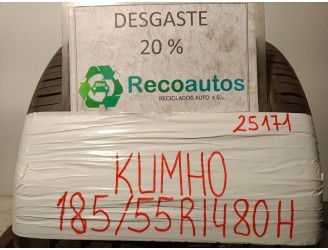 DESGASTE
20 %
Recoautos
RECICLADOS AUTO 4 S.L.
25171
KUMHO
185/55R1480H